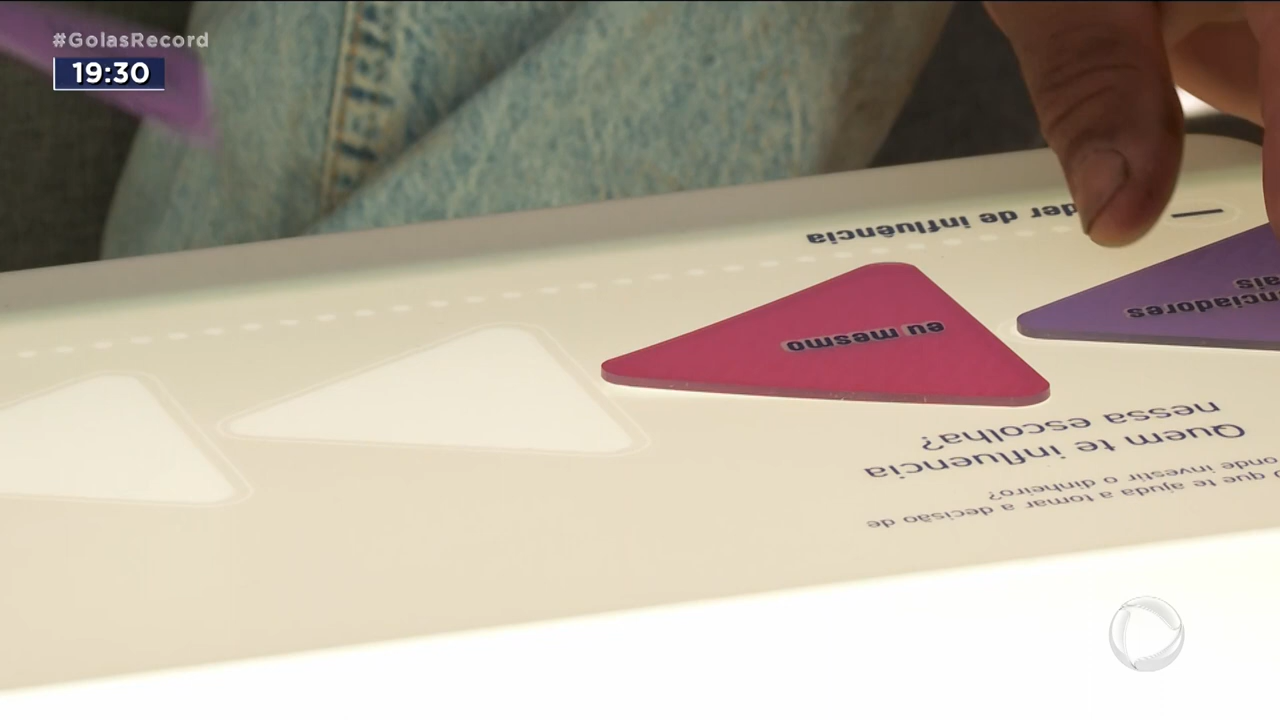 #GolasRecord
19:30
der de influência
eu mesmo
nciadores
ais
Quem te influencia
nessa escolha?
O que te ajuda a tomar a decisão de
onde investir o dinheiro?